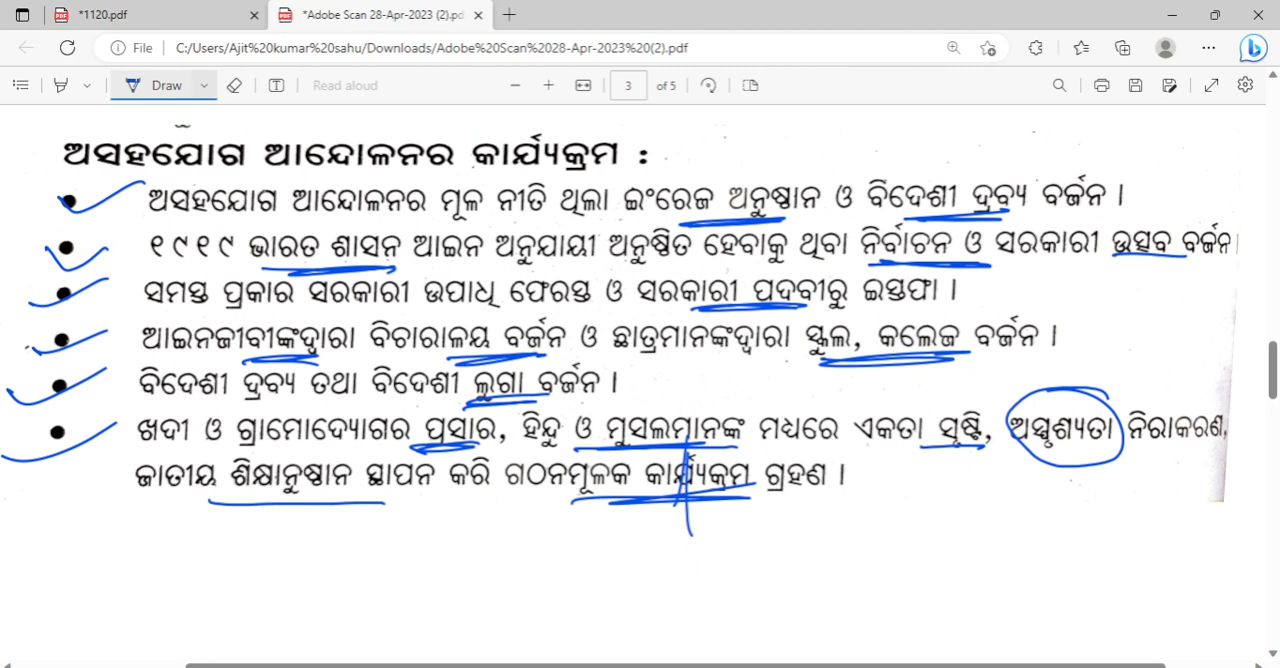 *1120.pdf
*Adobe Scan 28-Apr-2023 (2).pd
File C:/Users/Ajit%20kumar%20sahu/Downloads/Adobe%20Scan%2028-Apr-2023%20(2).pdf
Draw Read aloud 3 of 5
ଅସହଯୋଗ ଆନ୍ଦୋଳନର କାର୍ଯ୍ୟକ୍ରମ :
• ଅସହଯୋଗ ଆନ୍ଦୋଳନର ମୂଳ ନୀତି ଥିଲା ଇଂରେଜ ଅନୁଷ୍ଠାନ ଓ ବିଦେଶୀ ଦ୍ରବ୍ୟ ବର୍ଜନ ।
• ୧୯୧୯ ଭାରତ ଶାସନ ଆଇନ ଅନୁଯାୟୀ ଅନୁଷ୍ଠିତ ହେବାକୁ ଥିବା ନିର୍ବାଚନ ଓ ସରକାରୀ ଉତ୍ସବ ବର୍ଜନ।
• ସମସ୍ତ ପ୍ରକାର ସରକାରୀ ଉପାଧି ଫେରସ୍ତ ଓ ସରକାରୀ ପଦବୀରୁ ଇସ୍ତଫା ।
• ଆଇନଜୀବୀଙ୍କଦ୍ୱାରା ବିଚାରାଳୟ ବର୍ଜନ ଓ ଛାତ୍ରମାନଙ୍କଦ୍ୱାରା ସ୍କୁଲ, କଲେଜ ବର୍ଜନ ।
• ବିଦେଶୀ ଦ୍ରବ୍ୟ ତଥା ବିଦେଶୀ ଲୁଗା ବର୍ଜନ ।
• ଖଦୀ ଓ ଗ୍ରାମୋଦ୍ୟୋଗର ପ୍ରସାର, ହିନ୍ଦୁ ଓ ମୁସଲମାନଙ୍କ ମଧ୍ୟରେ ଏକତା ସୃଷ୍ଟି, ଅସ୍ପୃଶ୍ୟତା ନିରାକରଣ,
ଜାତୀୟ ଶିକ୍ଷାନୁଷ୍ଠାନ ସ୍ଥାପନ କରି ଗଠନମୂଳକ କାର୍ଯ୍ୟକ୍ରମ ଗ୍ରହଣ ।